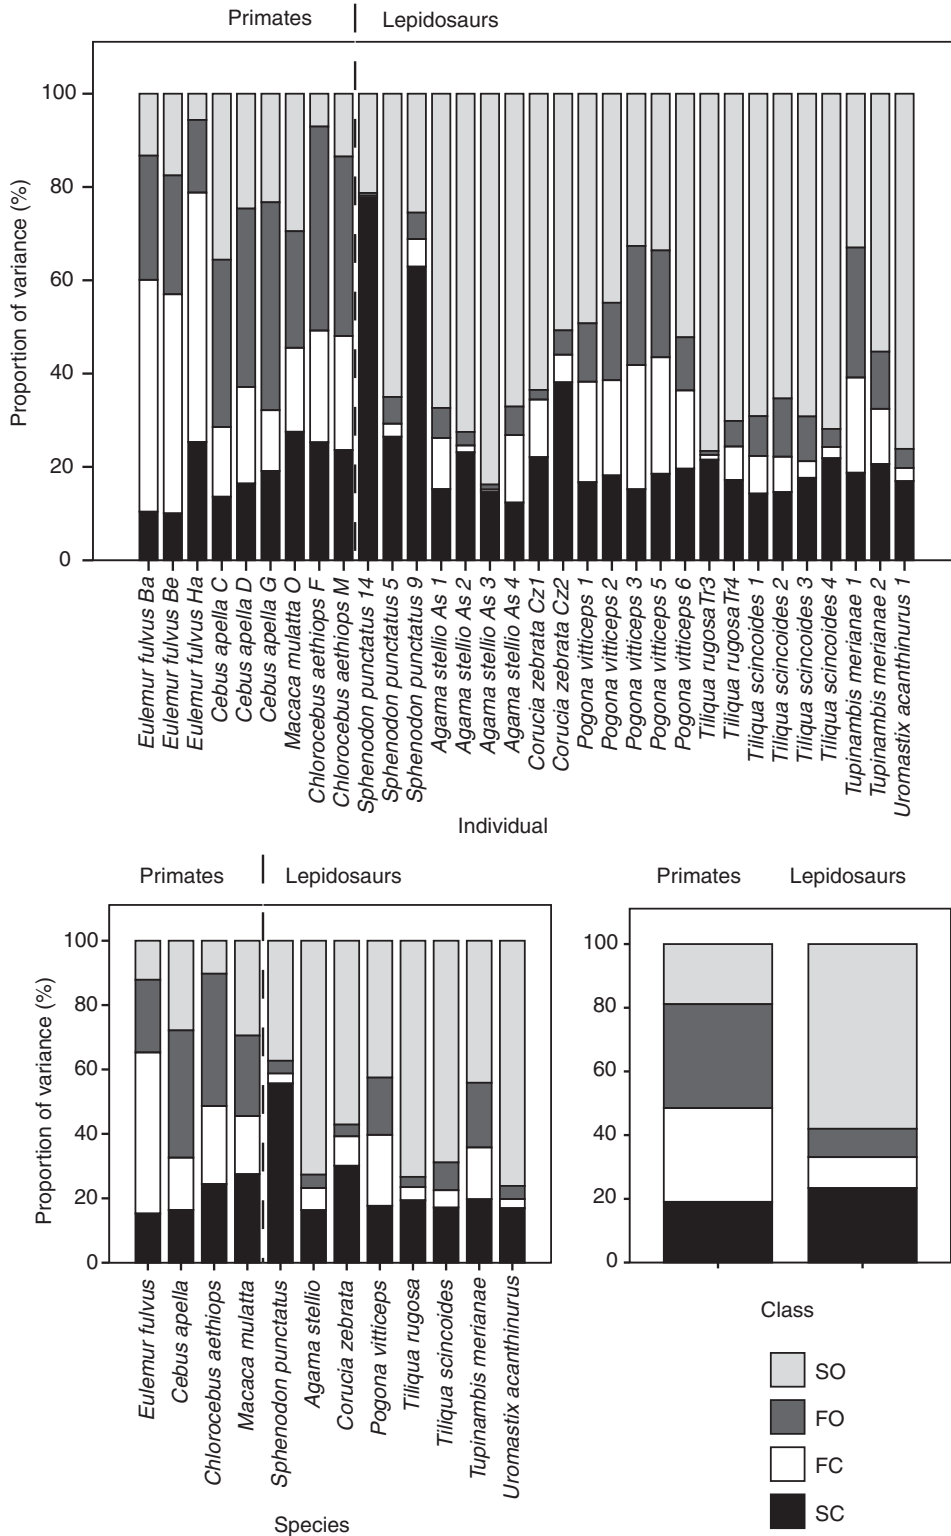 Primates Lepidosaurs
Proportion of variance (%)
100
80
60
40
20
0
Eulemur fulvus Ba
Eulemur fulvus Be
Eulemur fulvus Ha
Cebus apella C
Cebus apella D
Cebus apella G
Macaca mulatta O
Chlorocebus aethiops F
Chlorocebus aethiops M
Sphenodon punctatus 14
Sphenodon punctatus 5
Sphenodon punctatus 9
Agama stellio As 1
Agama stellio As 2
Agama stellio As 3
Agama stellio As 4
Corucia zebrata Cz1
Corucia zebrata Cz2
Pogona vitticeps 1
Pogona vitticeps 2
Pogona vitticeps 3
Pogona vitticeps 5
Pogona vitticeps 6
Tiliqua rugosaTr3
Tiliqua rugosaTr4
Tiliqua scincoides 1
Tiliqua scincoides 2
Tiliqua scincoides 3
Tiliqua scincoides 4
Tupinambis merianae 1
Tupinambis merianae 2
Uromastix acanthinurus 1
Individual
Primates Lepidosaurs
Proportion of variance (%)
100
80
60
40
20
0
Eulemur fulvus
Cebus apella
Chlorocebus aethiops
Macaca mulatta
Sphenodon punctatus
Agama stellio
Corucia zebrata
Pogona vitticeps
Tiliqua rugosa
Tiliqua scincoides
Tupinambis merianae
Uromastix acanthinurus
Species
Primates Lepidosaurs
100
80
60
40
20
0
Class
SO
FO
FC
SC